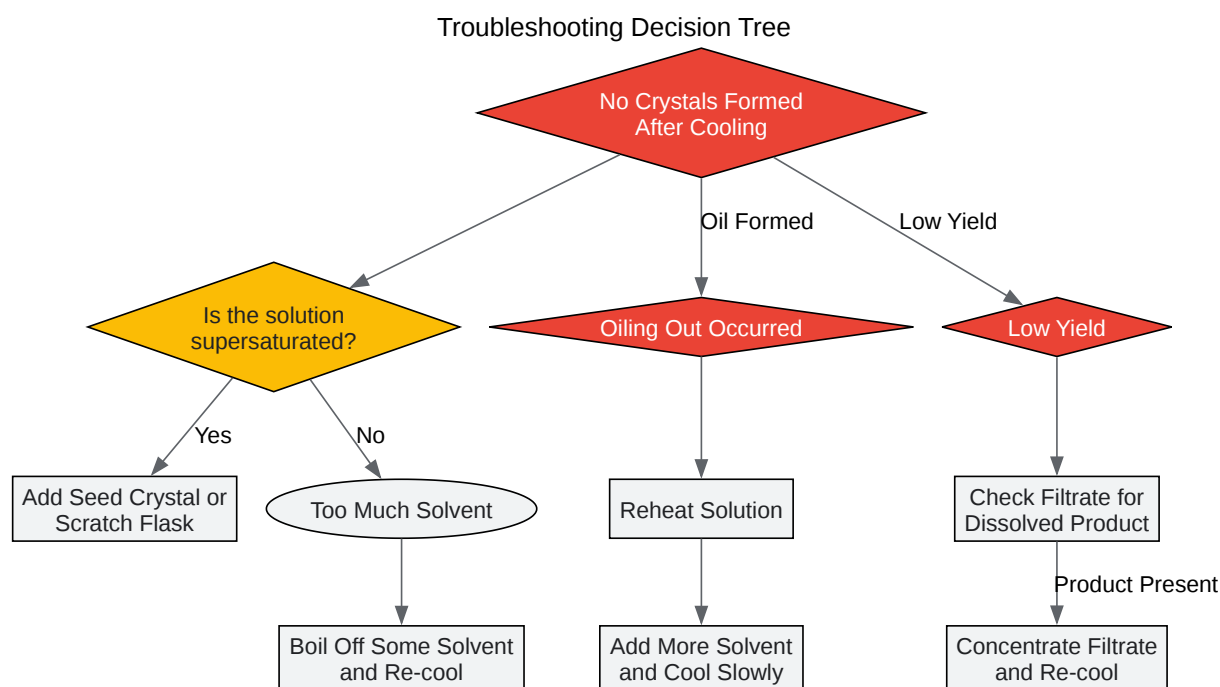 Troubleshooting Decision Tree
No Crystals Formed
After Cooling
Oil Formed
Low Yield
Is the solution
supersaturated?
Oiling Out Occurred
Low Yield
Yes
No
Add Seed Crystal or
Scratch Flask
Too Much Solvent
Reheat Solution
Check Filtrate for
Dissolved Product
Product Present
Boil Off Some Solvent
and Re-cool
Add More Solvent
and Cool Slowly
Concentrate Filtrate
and Re-cool